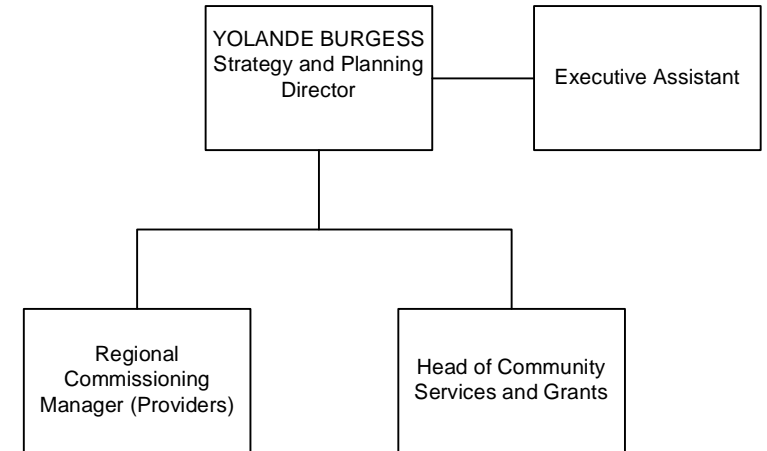 YOLANDE BURGESS
Strategy and Planning
Director
Executive Assistant
Regional
Commissioning
Manager (Providers)
Head of Community
Services and Grants